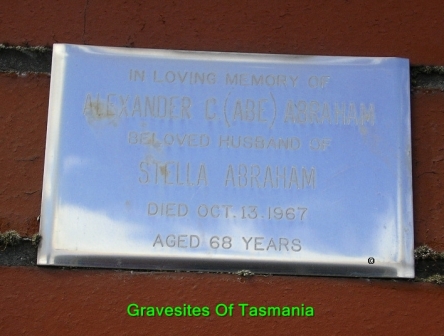 IN LOVING MEMORY OF
ALEXANDER C. (ABE) ABRAHAM
BELOVED HUSBAND OF
STELLA ABRAHAM
DIED OCT. 13. 1967
AGED 68 YEARS
©
Gravesites Of Tasmania